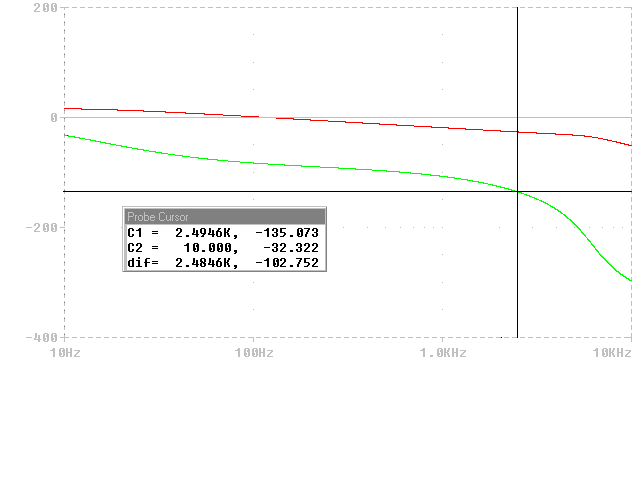 200
0
-200
-400
10Hz 100Hz 1.0KHz 10KHz
Probe Cursor
C1 = 2.4946K, -135.073
C2 = 10.000, -32.322
dif= 2.4846K, -102.752